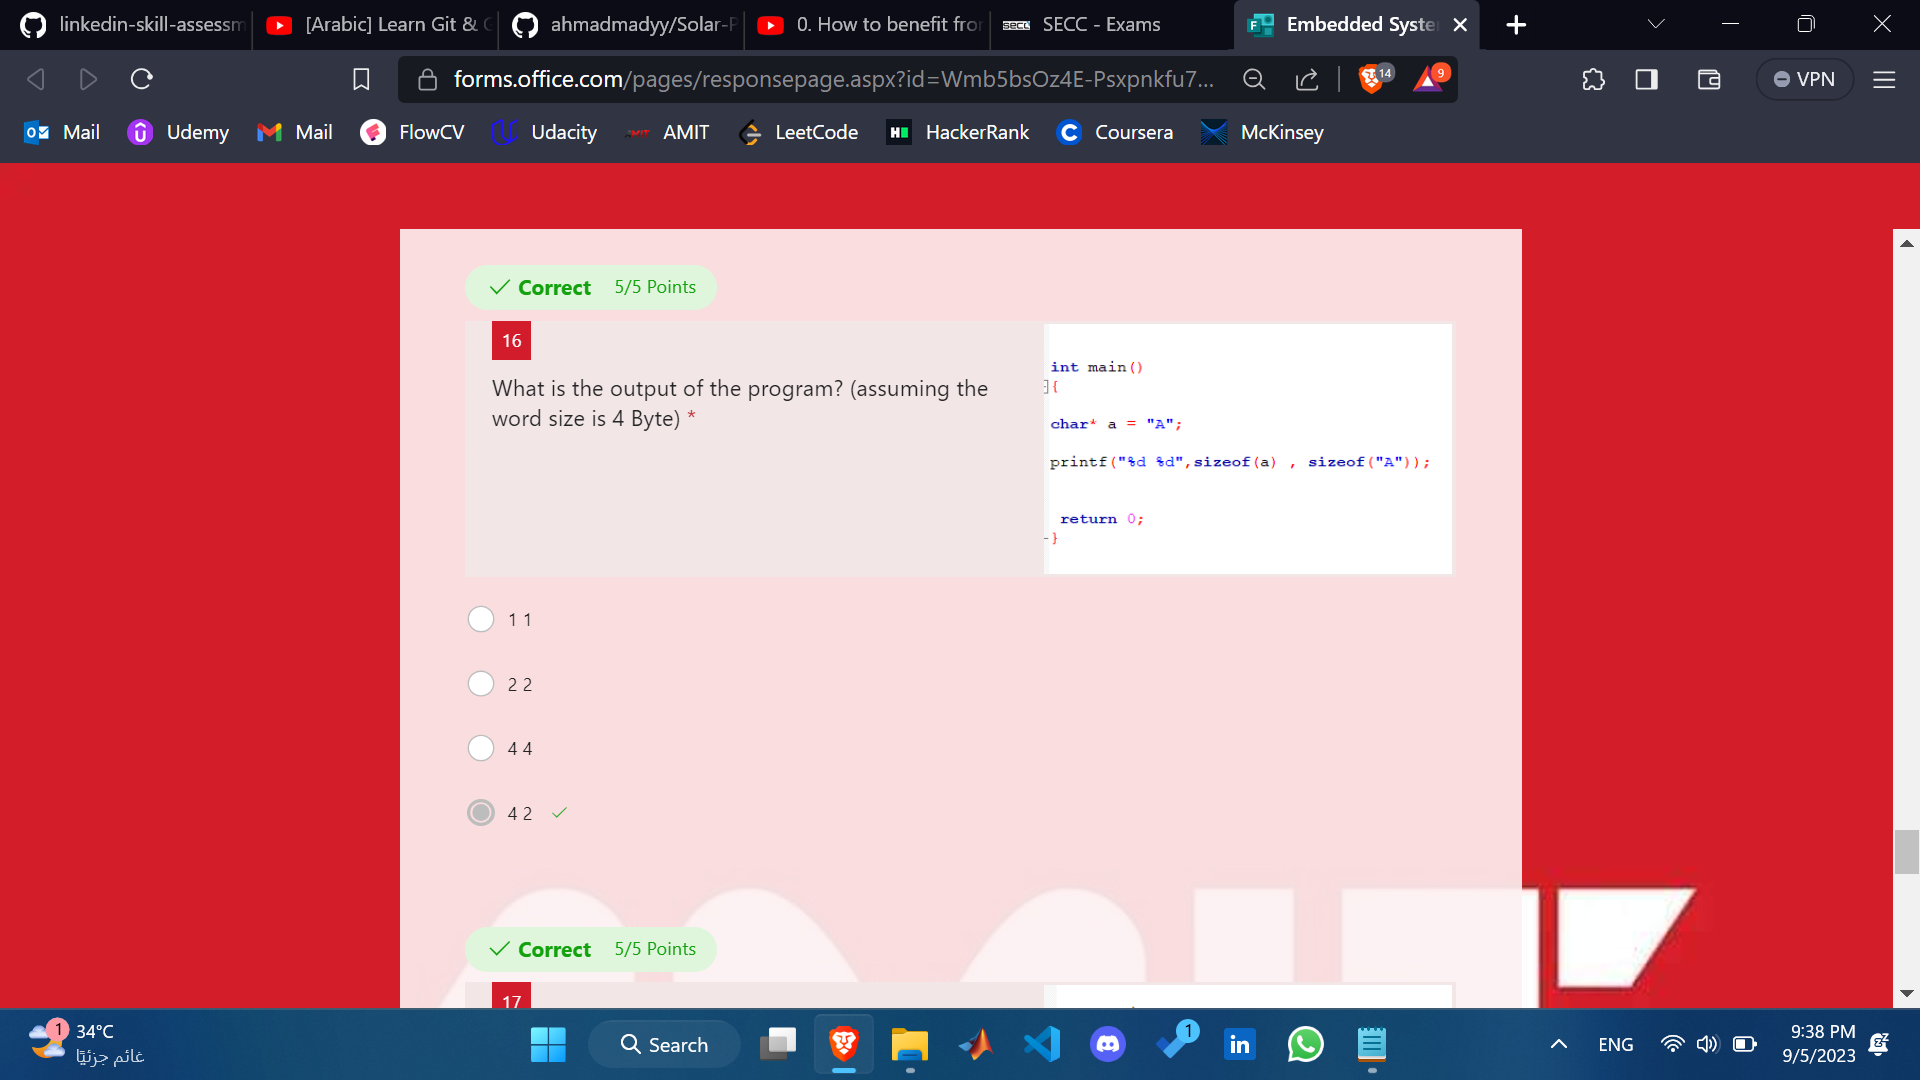 linkedin-skill-assessm
[Arabic] Learn Git & G
ahmadmadyy/Solar-P
0. How to benefit fron
SECC SECC - Exams
Embedded Syste
forms.office.com/pages/responsepage.aspx?id=Wmb5bsOz4E-Psxpnkfu7...
14
9
VPN
Mail
Udemy
Mail
FlowCV
Udacity
AMIT
LeetCode
HackerRank
Coursera
McKinsey
Correct 5/5 Points
16
What is the output of the program? (assuming the
word size is 4 Byte) *
int main()
{
char* a = "A";
printf("%d %d",sizeof(a) , sizeof("A"));
return 0;
}
1 1
2 2
4 4
4 2
Correct 5/5 Points
17
1
34°C
غائم جزئيًا
Search
1
ENG
9:38 PM
9/5/2023